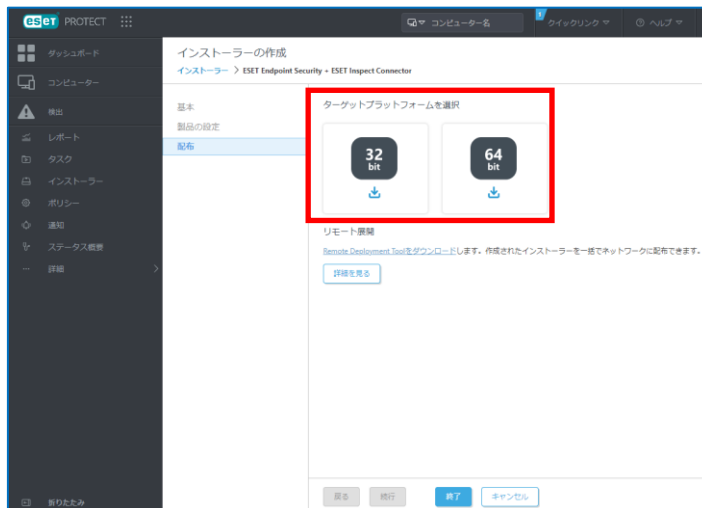 eset PROTECT
コンピューター名
クイックリンク
ヘルプ
ダッシュボード
コンピューター
検出
レポート
タスク
インストーラー
ポリシー
通知
ステータス概要
詳細
折りたたみ
インストーラーの作成
インストーラー > ESET Endpoint Security + ESET Inspect Connector
基本
製品の設定
配布
ターゲットプラットフォームを選択
32
bit
64
bit
リモート展開
Remote Deployment Toolをダウンロードします。作成されたインストーラーを一括でネットワークに配布できます。
詳細を見る
戻る
続行
終了
キャンセル